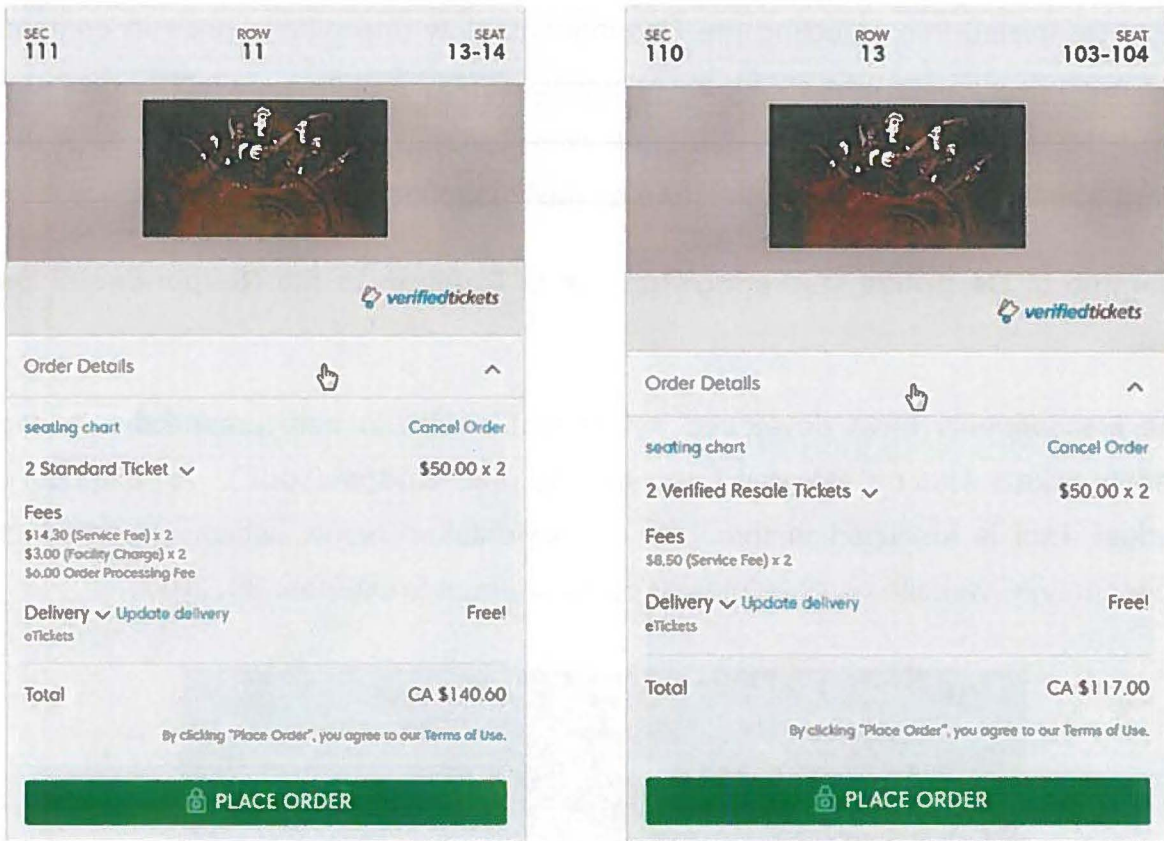 SEC ROW SEAT
111 11 13-14
verifiedtickets
Order Details
seating chart Cancel Order
2 Standard Ticket $50.00 x 2
Fees
$14.30 (Service Fee) x 2
$3.00 (Facility Charge) x 2
$6.00 Order Processing Fee
Delivery Update delivery Free!
eTickets
Total CA $140.60
By clicking "Place Order", you agree to our Terms of Use.
PLACE ORDER
SEC ROW SEAT
110 13 103-104
verifiedtickets
Order Details
seating chart Cancel Order
2 Verified Resale Tickets $50.00 x 2
Fees
$8.50 (Service Fee) x 2
Delivery Update delivery Free!
eTickets
Total CA $117.00
By clicking "Place Order", you agree to our Terms of Use.
PLACE ORDER